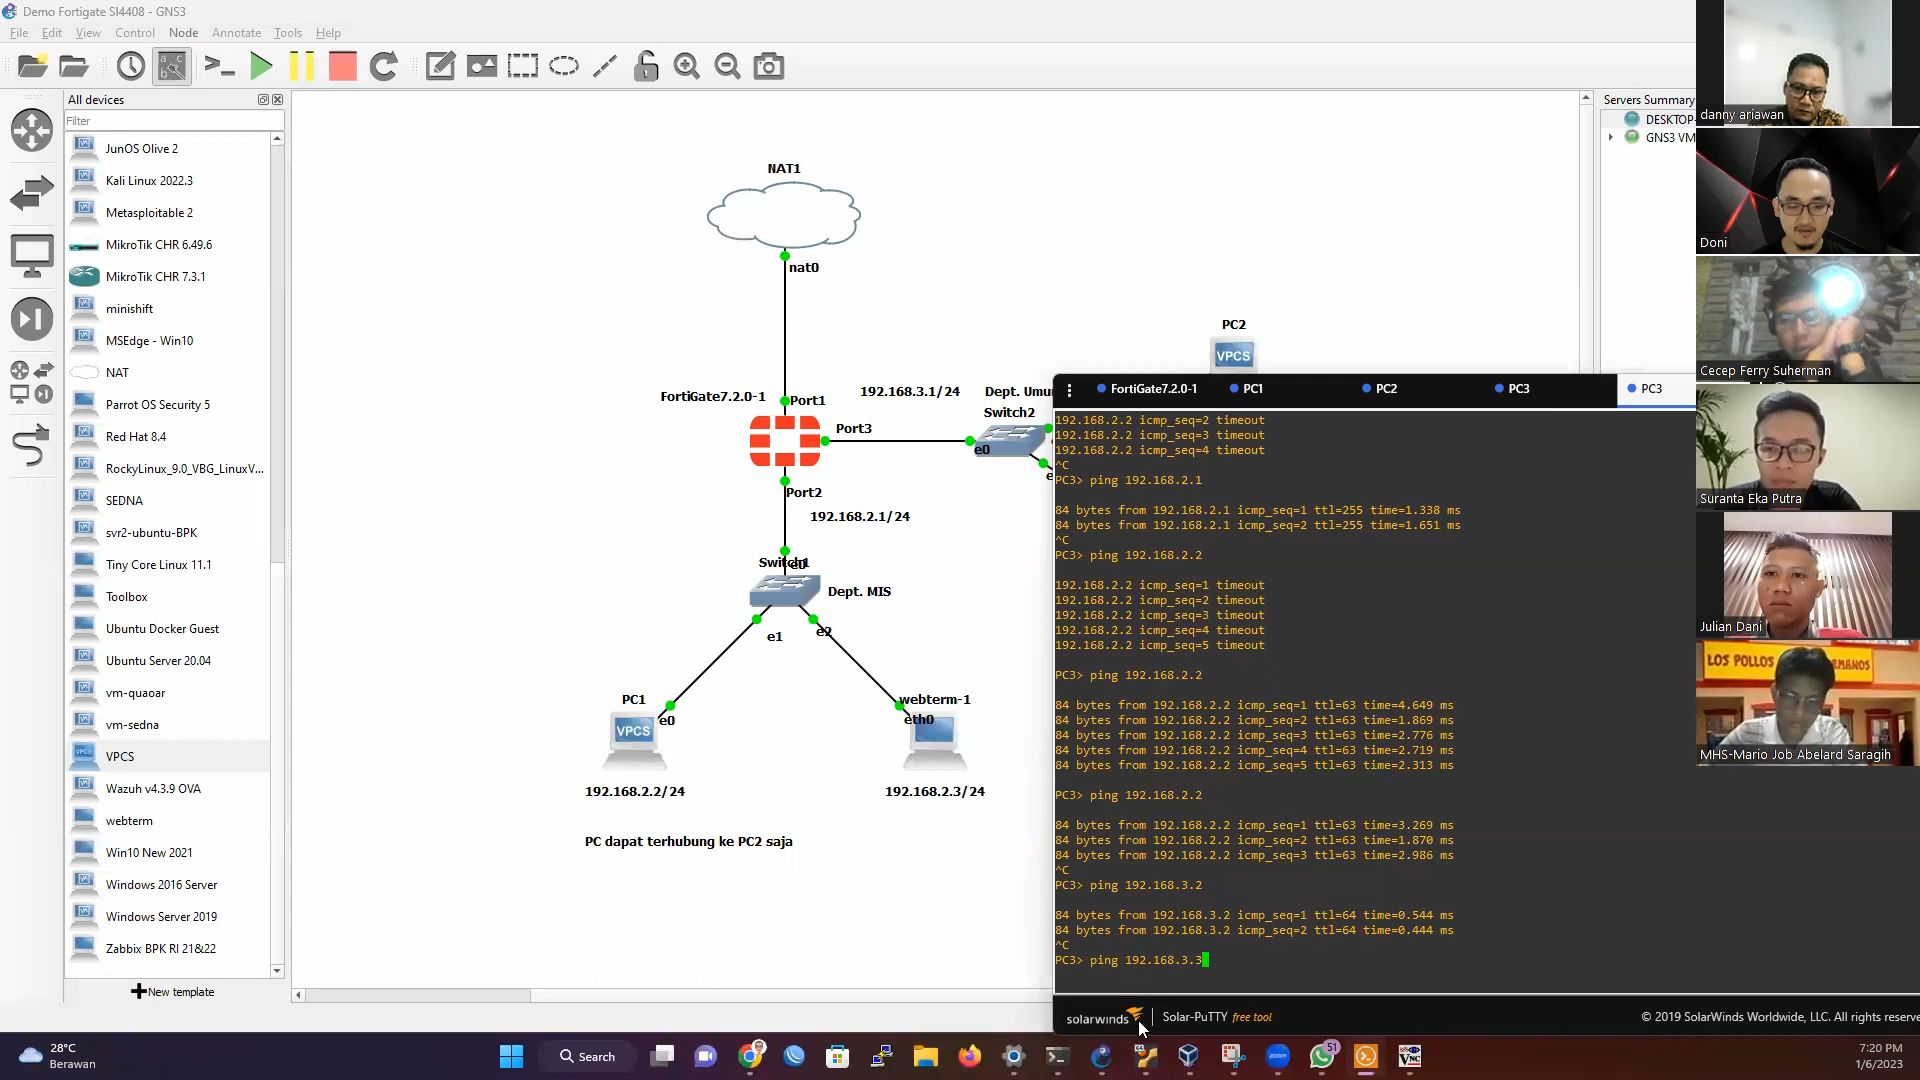 Demo Fortigate SI4408 - GNS3
File Edit View Control Node Annotate Tools Help
All devices
Filter
JunOS Olive 2
Kali Linux 2022.3
Metasploitable 2
MikroTik CHR 6.49.6
MikroTik CHR 7.3.1
minishift
MSEdge - Win10
NAT
Parrot OS Security 5
Red Hat 8.4
RockyLinux_9.0_VBG_LinuxV...
SEDNA
svr2-ubuntu-BPK
Tiny Core Linux 11.1
Toolbox
Ubuntu Docker Guest
Ubuntu Server 20.04
vm-quaoar
vm-sedna
VPCS
Wazuh v4.3.9 OVA
webterm
Win10 New 2021
Windows 2016 Server
Windows Server 2019
Zabbix BPK RI 21&22
New template
NAT1
nat0
FortiGate7.2.0-1
Port1
192.168.3.1/24
Port3
Dept. Umu
Switch2
e0
PC2
VPCS
Port2
192.168.2.1/24
Switch1
e0
Dept. MIS
e1
e2
PC1
e0
VPCS
192.168.2.2/24
webterm-1
eth0
192.168.2.3/24
PC dapat terhubung ke PC2 saja
Servers Summary
DESKTOP-
GNS3 VM
FortiGate7.2.0-1 PC1 PC2 PC3 PC3
192.168.2.2 icmp_seq=2 timeout
192.168.2.2 icmp_seq=3 timeout
192.168.2.2 icmp_seq=4 timeout
^C
PC3> ping 192.168.2.1
84 bytes from 192.168.2.1 icmp_seq=1 ttl=255 time=1.338 ms
84 bytes from 192.168.2.1 icmp_seq=2 ttl=255 time=1.651 ms
^C
PC3> ping 192.168.2.2
192.168.2.2 icmp_seq=1 timeout
192.168.2.2 icmp_seq=2 timeout
192.168.2.2 icmp_seq=3 timeout
192.168.2.2 icmp_seq=4 timeout
192.168.2.2 icmp_seq=5 timeout
PC3> ping 192.168.2.2
84 bytes from 192.168.2.2 icmp_seq=1 ttl=63 time=4.649 ms
84 bytes from 192.168.2.2 icmp_seq=2 ttl=63 time=1.869 ms
84 bytes from 192.168.2.2 icmp_seq=3 ttl=63 time=2.776 ms
84 bytes from 192.168.2.2 icmp_seq=4 ttl=63 time=2.719 ms
84 bytes from 192.168.2.2 icmp_seq=5 ttl=63 time=2.313 ms
PC3> ping 192.168.2.2
84 bytes from 192.168.2.2 icmp_seq=1 ttl=63 time=3.269 ms
84 bytes from 192.168.2.2 icmp_seq=2 ttl=63 time=1.870 ms
84 bytes from 192.168.2.2 icmp_seq=3 ttl=63 time=2.986 ms
^C
PC3> ping 192.168.3.2
84 bytes from 192.168.3.2 icmp_seq=1 ttl=64 time=0.544 ms
84 bytes from 192.168.3.2 icmp_seq=2 ttl=64 time=0.444 ms
^C
PC3> ping 192.168.3.3
solarwinds Solar-PuTTY free tool
© 2019 SolarWinds Worldwide, LLC. All rights reserve
danny ariawan
Doni
Cecep Ferry Suherman
Suranta Eka Putra
Julian Dani
LOS POLLOS
MANOS
MHS-Mario Job Abelard Saragih
28°C
Berawan
Search
51
7:20 PM
1/6/2023